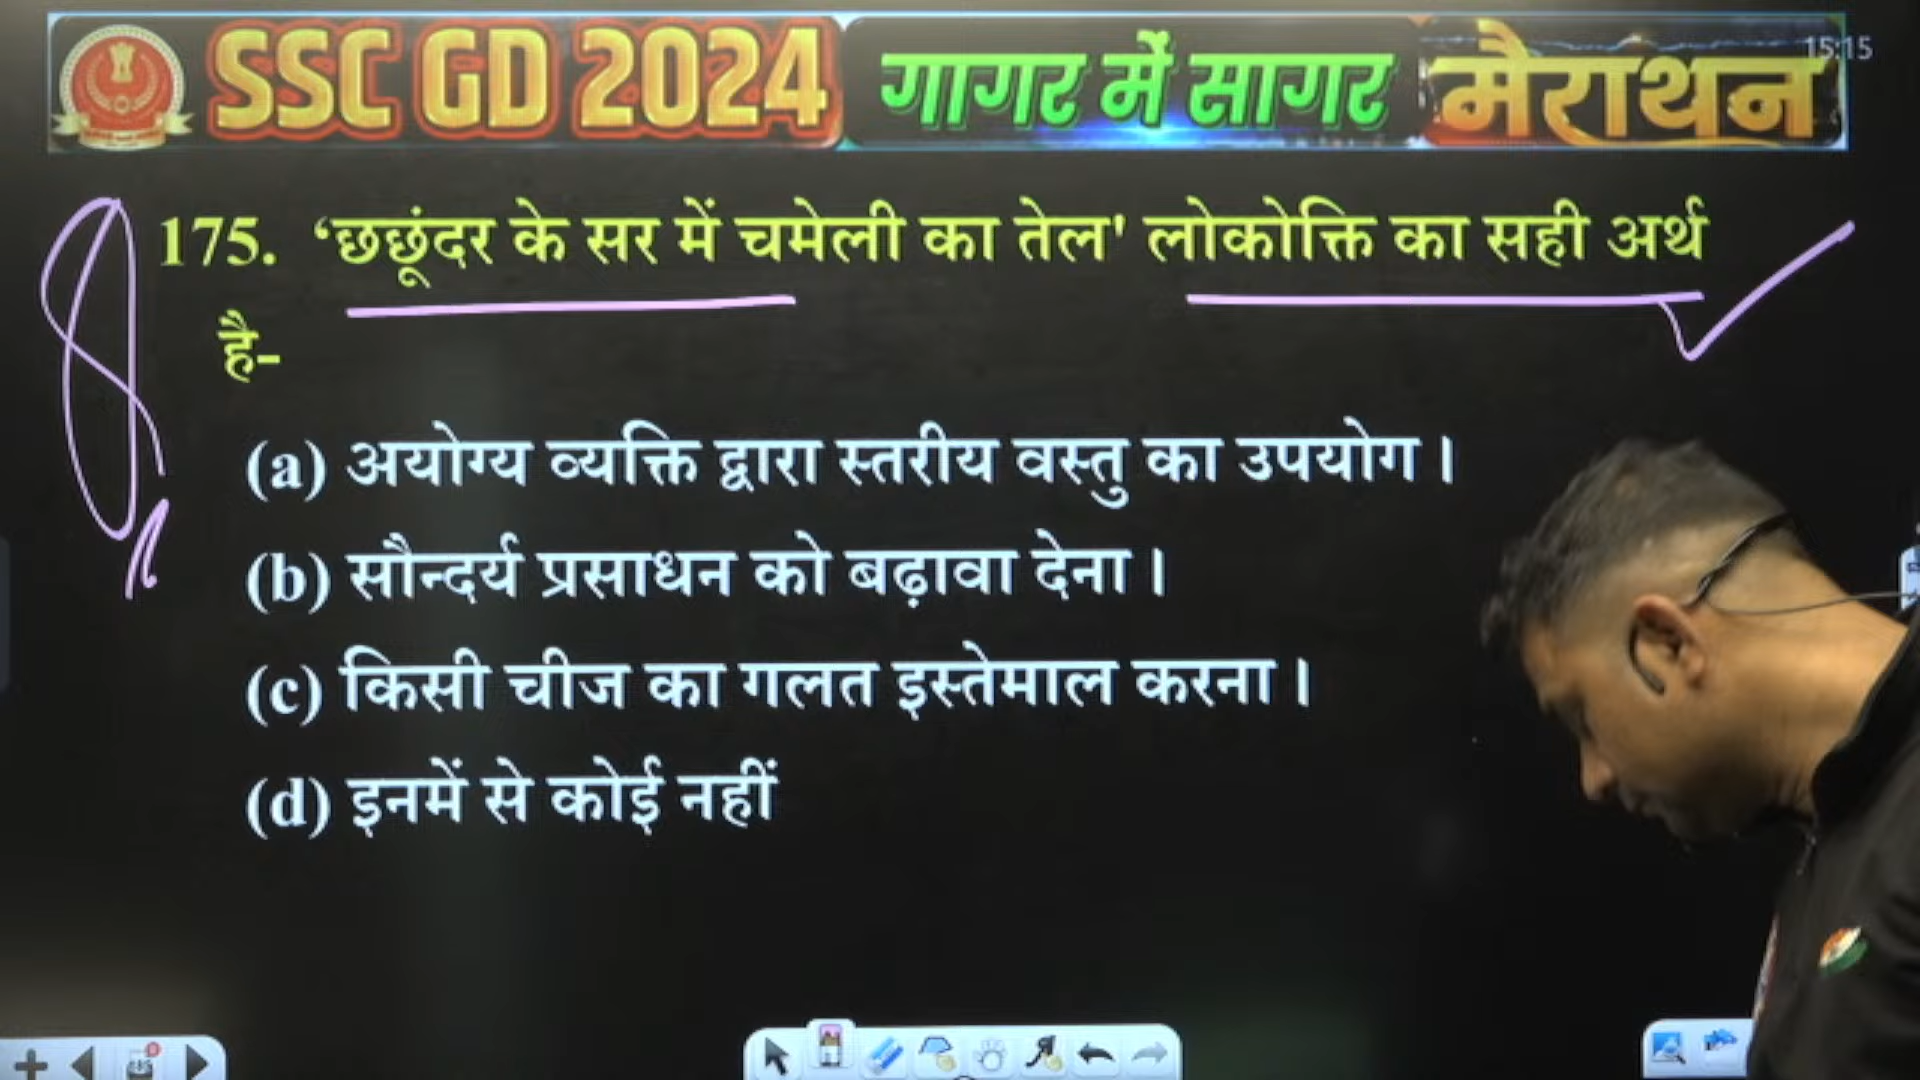 SSC GD 2024 गागर में सागर मैराथन
15:15
175. ‘छछूंदर के सर में चमेली का तेल' लोकोक्ति का सही अर्थ
है-
(a) अयोग्य व्यक्ति द्वारा स्तरीय वस्तु का उपयोग।
(b) सौन्दर्य प्रसाधन को बढ़ावा देना।
(c) किसी चीज का गलत इस्तेमाल करना।
(d) इनमें से कोई नहीं